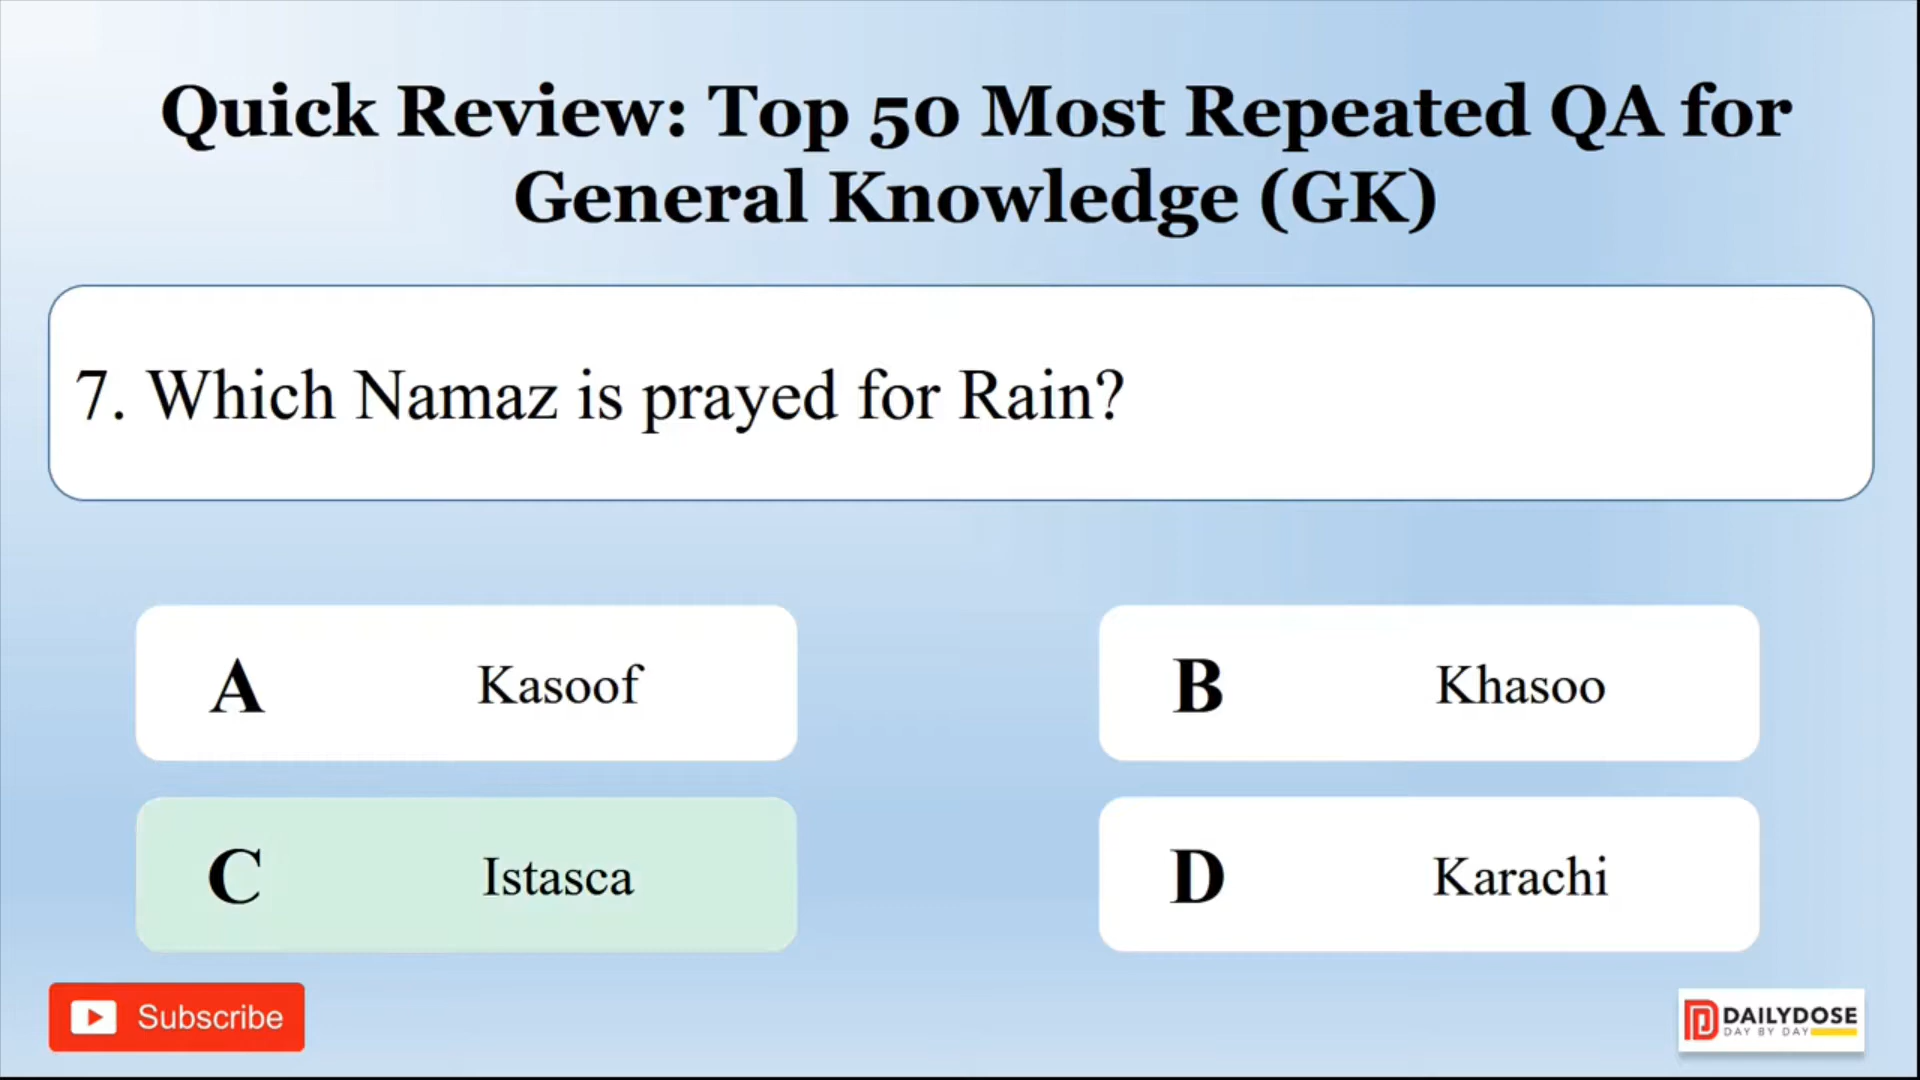 Quick Review: Top 50 Most Repeated QA for
General Knowledge (GK)
7. Which Namaz is prayed for Rain?
A Kasoof
B Khasoo
C Istasca
D Karachi
Subscribe
DAILYDOSE
DAY BY DAY